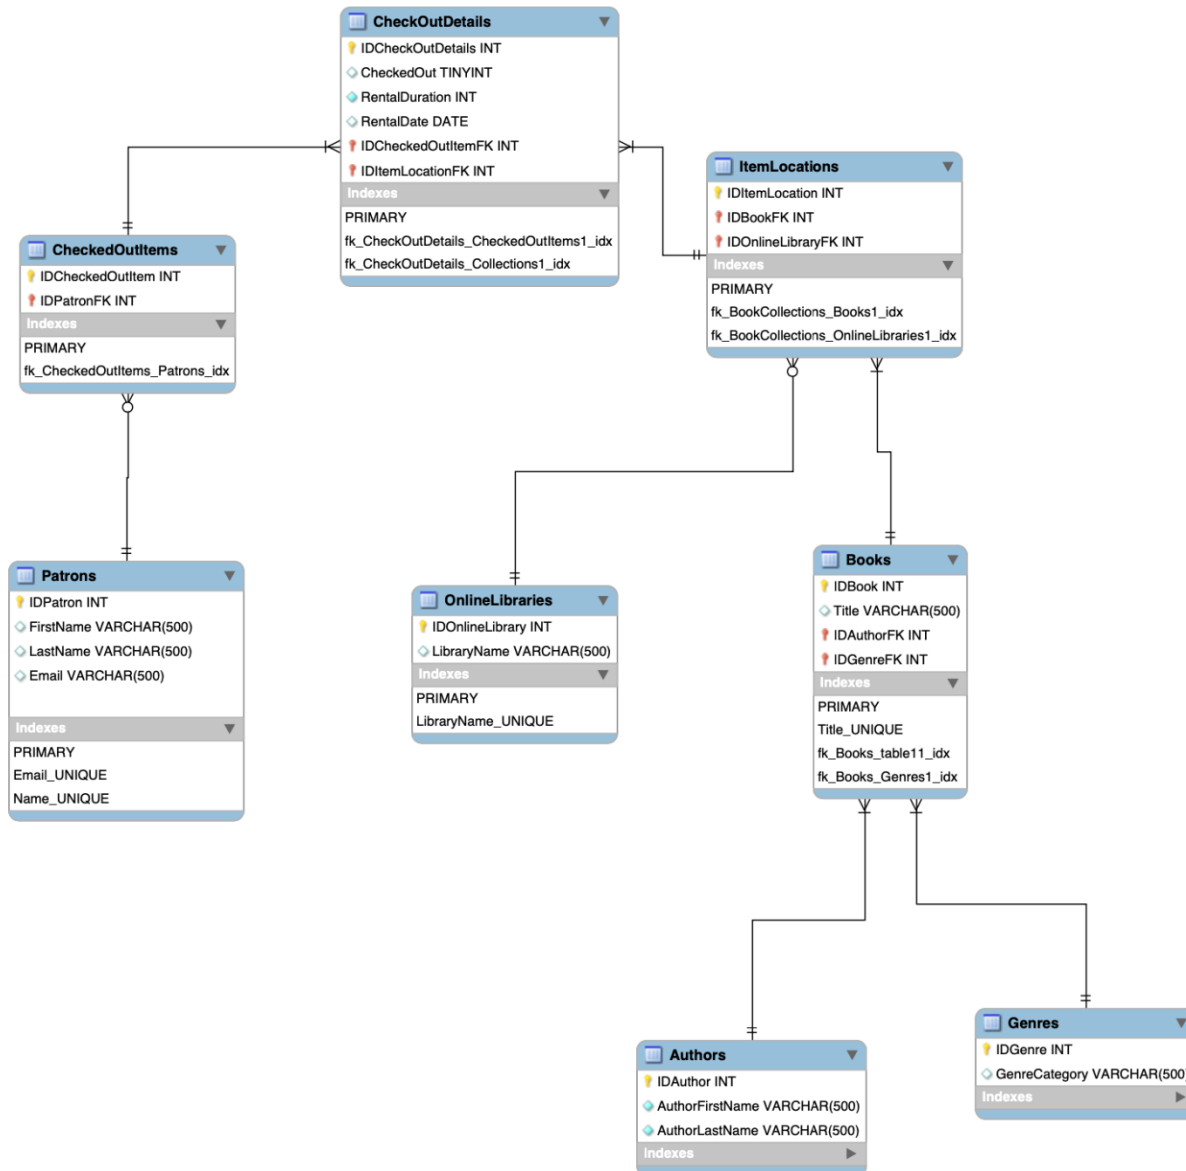 CheckOutDetails
IDCheckOutDetails INT
CheckedOut TINYINT
RentalDuration INT
RentalDate DATE
IDCheckedOutItemFK INT
IDItemLocationFK INT
Indexes
PRIMARY
fk_CheckOutDetails_CheckedOutItems1_idx
fk_CheckOutDetails_Collections1_idx
ItemLocations
IDItemLocation INT
IDBookFK INT
IDOnlineLibraryFK INT
Indexes
PRIMARY
fk_BookCollections_Books1_idx
fk_BookCollections_OnlineLibraries1_idx
CheckedOutItems
IDCheckedOutItem INT
IDPatronFK INT
Indexes
PRIMARY
fk_CheckedOutItems_Patrons_idx
Patrons
IDPatron INT
FirstName VARCHAR(500)
LastName VARCHAR(500)
Email VARCHAR(500)
Indexes
PRIMARY
Email_UNIQUE
Name_UNIQUE
OnlineLibraries
IDOnlineLibrary INT
LibraryName VARCHAR(500)
Indexes
PRIMARY
LibraryName_UNIQUE
Books
IDBook INT
Title VARCHAR(500)
IDAuthorFK INT
IDGenreFK INT
Indexes
PRIMARY
Title_UNIQUE
fk_Books_table11_idx
fk_Books_Genres1_idx
Authors
IDAuthor INT
AuthorFirstName VARCHAR(500)
AuthorLastName VARCHAR(500)
Indexes
Genres
IDGenre INT
GenreCategory VARCHAR(500)
Indexes